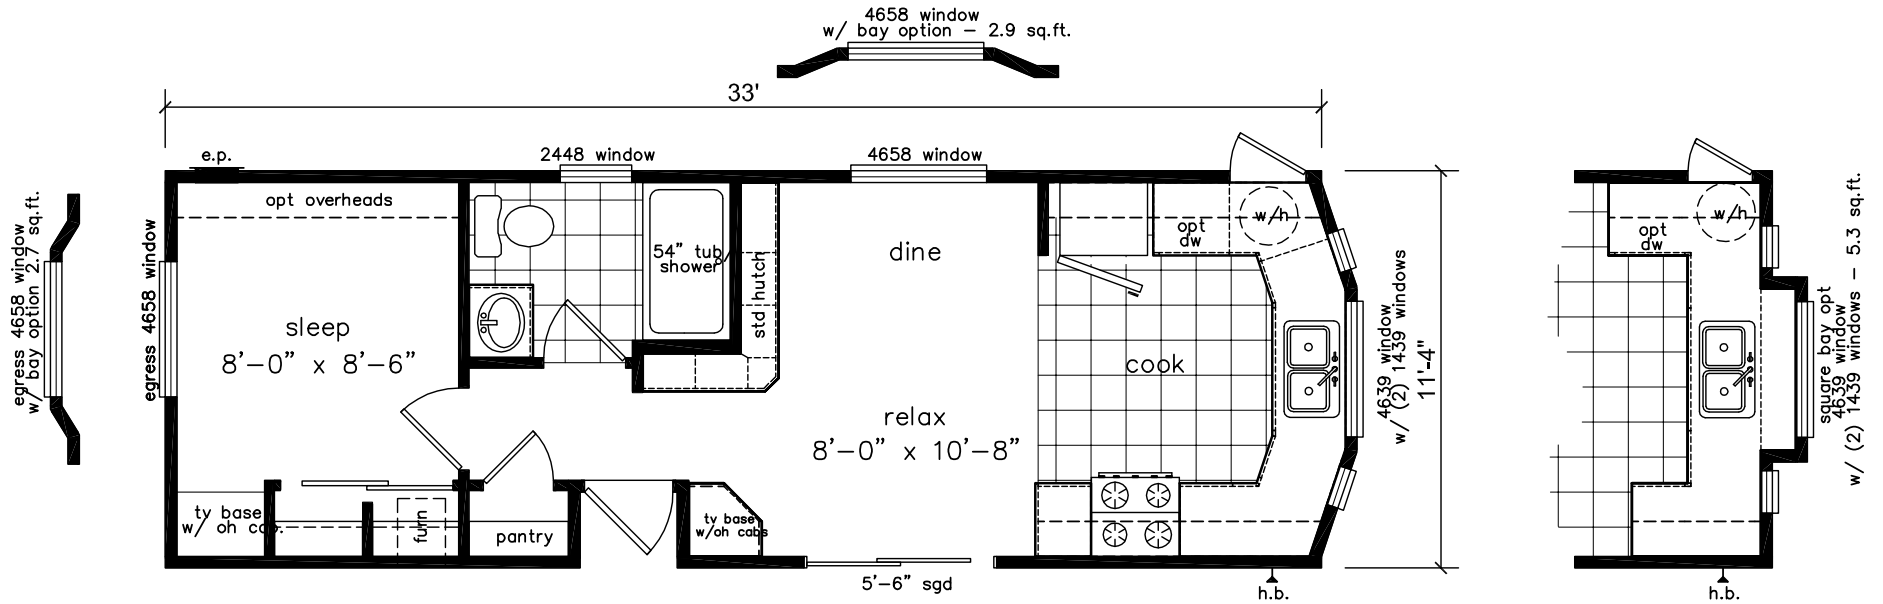 4658 window
w/ bay option – 2.9 sq.ft.
33'
e.p.
2448 window
4658 window
opt overheads
egress 4658 window
w/ bay option 2.7 sq.ft.
egress 4658 window
sleep
8'–0" x 8'–6"
54" tub/
shower
std hutch
dine
relax
8'–0" x 10'–8"
opt
dw
w/h
cook
4639 window
w/ (2) 1439 windows
11'-4"
tv base
w/ oh cab.
furn
pantry
tv base
w/oh cabs
5'–6" sgd
h.b.
opt
dw
w/h
square bay opt
4639 window
w/ (2) 1439 windows – 5.3 sq.ft.
h.b.